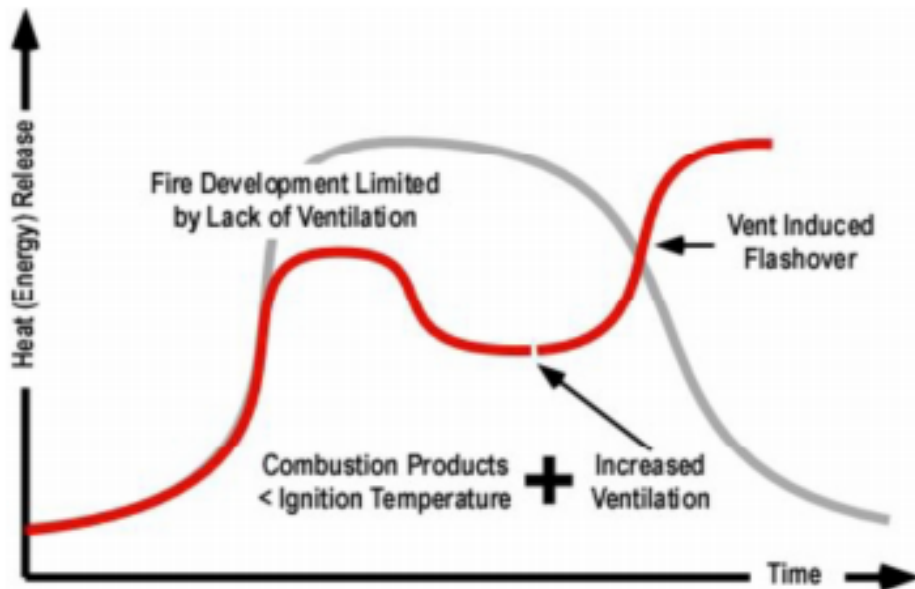 Heat (Energy) Release
Fire Development Limited
by Lack of Ventilation
Vent Induced
Flashover
Combustion Products
< Ignition Temperature
+
Increased
Ventilation
Time